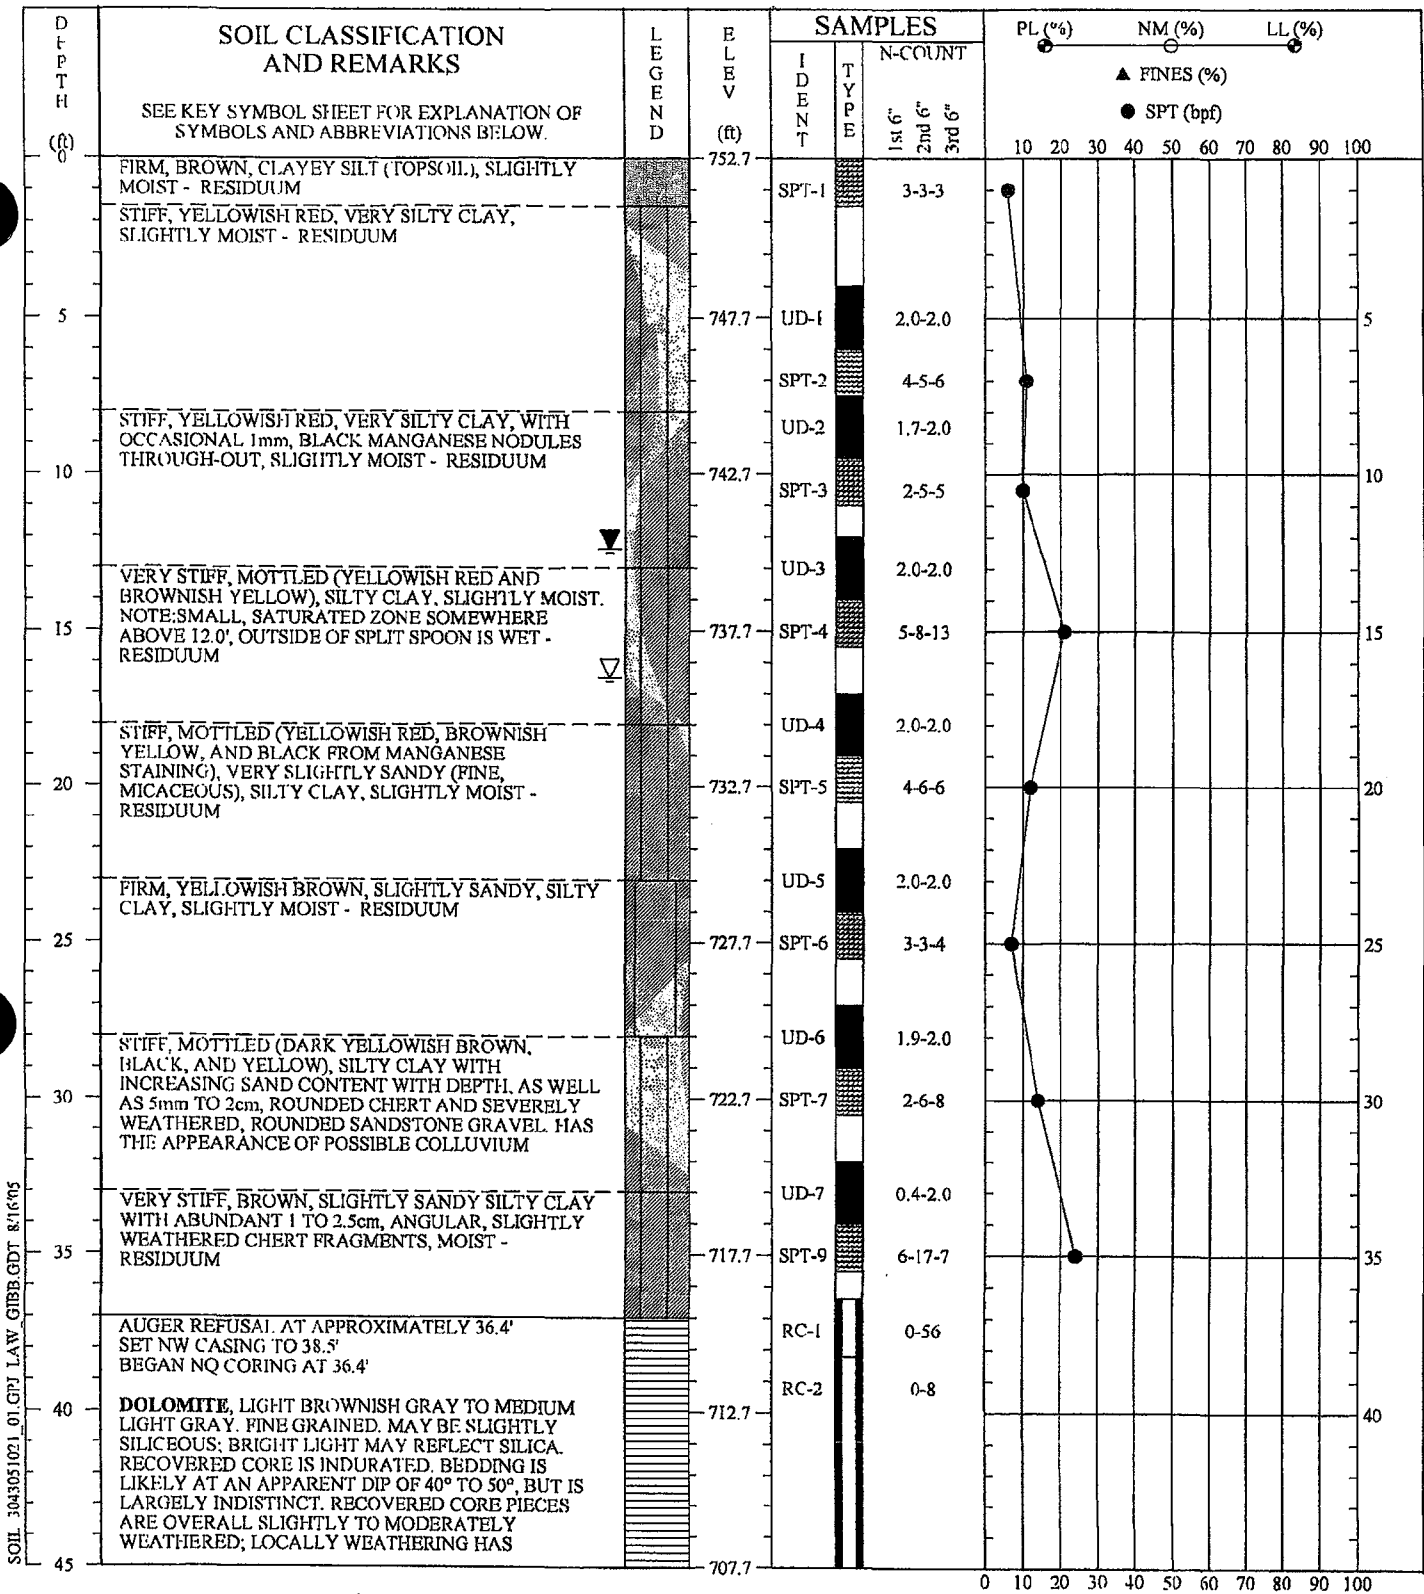 DEPTH (ft)
SOIL CLASSIFICATION
AND REMARKS
SEE KEY SYMBOL SHEET FOR EXPLANATION OF
SYMBOLS AND ABBREVIATIONS BELOW.
LEGEND
ELEV (ft)
SAMPLES
IDENT
TYPE
N-COUNT
1st 6"
2nd 6"
3rd 6"
PL (%) NM (%) LL (%)
▲ FINES (%)
● SPT (bpf)
10 20 30 40 50 60 70 80 90 100
0 752.7
FIRM, BROWN, CLAYEY SILT (TOPSOIL), SLIGHTLY
MOIST - RESIDUUM
SPT-1 3-3-3
STIFF, YELLOWISH RED, VERY SILTY CLAY,
SLIGHTLY MOIST - RESIDUUM
5 747.7 UD-1 2.0-2.0 5
SPT-2 4-5-6
STIFF, YELLOWISH RED, VERY SILTY CLAY, WITH
OCCASIONAL 1mm, BLACK MANGANESE NODULES
THROUGH-OUT, SLIGHTLY MOIST - RESIDUUM
UD-2 1.7-2.0
10 742.7 SPT-3 2-5-5 10
VERY STIFF, MOTTLED (YELLOWISH RED AND
BROWNISH YELLOW), SILTY CLAY, SLIGHTLY MOIST.
NOTE:SMALL, SATURATED ZONE SOMEWHERE
ABOVE 12.0', OUTSIDE OF SPLIT SPOON IS WET -
RESIDUUM
UD-3 2.0-2.0
15 737.7 SPT-4 5-8-13 15
STIFF, MOTTLED (YELLOWISH RED, BROWNISH
YELLOW, AND BLACK FROM MANGANESE
STAINING), VERY SLIGHTLY SANDY (FINE,
MICACEOUS), SILTY CLAY, SLIGHTLY MOIST -
RESIDUUM
UD-4 2.0-2.0
20 732.7 SPT-5 4-6-6 20
FIRM, YELLOWISH BROWN, SLIGHTLY SANDY, SILTY
CLAY, SLIGHTLY MOIST - RESIDUUM
UD-5 2.0-2.0
25 727.7 SPT-6 3-3-4 25
STIFF, MOTTLED (DARK YELLOWISH BROWN,
BLACK, AND YELLOW), SILTY CLAY WITH
INCREASING SAND CONTENT WITH DEPTH, AS WELL
AS 5mm TO 2cm, ROUNDED CHERT AND SEVERELY
WEATHERED, ROUNDED SANDSTONE GRAVEL. HAS
THE APPEARANCE OF POSSIBLE COLLUVIUM
UD-6 1.9-2.0
30 722.7 SPT-7 2-6-8 30
VERY STIFF, BROWN, SLIGHTLY SANDY SILTY CLAY
WITH ABUNDANT 1 TO 2.5cm, ANGULAR, SLIGHTLY
WEATHERED CHERT FRAGMENTS, MOIST -
RESIDUUM
UD-7 0.4-2.0
35 717.7 SPT-9 6-17-7 35
AUGER REFUSAL AT APPROXIMATELY 36.4'
SET NW CASING TO 38.5'
BEGAN NQ CORING AT 36.4'
RC-1 0-56
RC-2 0-8
40 712.7 40
DOLOMITE, LIGHT BROWNISH GRAY TO MEDIUM
LIGHT GRAY. FINE GRAINED. MAY BE SLIGHTLY
SILICEOUS; BRIGHT LIGHT MAY REFLECT SILICA.
RECOVERED CORE IS INDURATED. BEDDING IS
LIKELY AT AN APPARENT DIP OF 40° TO 50°, BUT IS
LARGELY INDISTINCT. RECOVERED CORE PIECES
ARE OVERALL SLIGHTLY TO MODERATELY
WEATHERED; LOCALLY WEATHERING HAS
45 707.7
0 10 20 30 40 50 60 70 80 90 100
SOIL 3043051021_01.GPJ LAW_GIBB.GDT 8/16/05